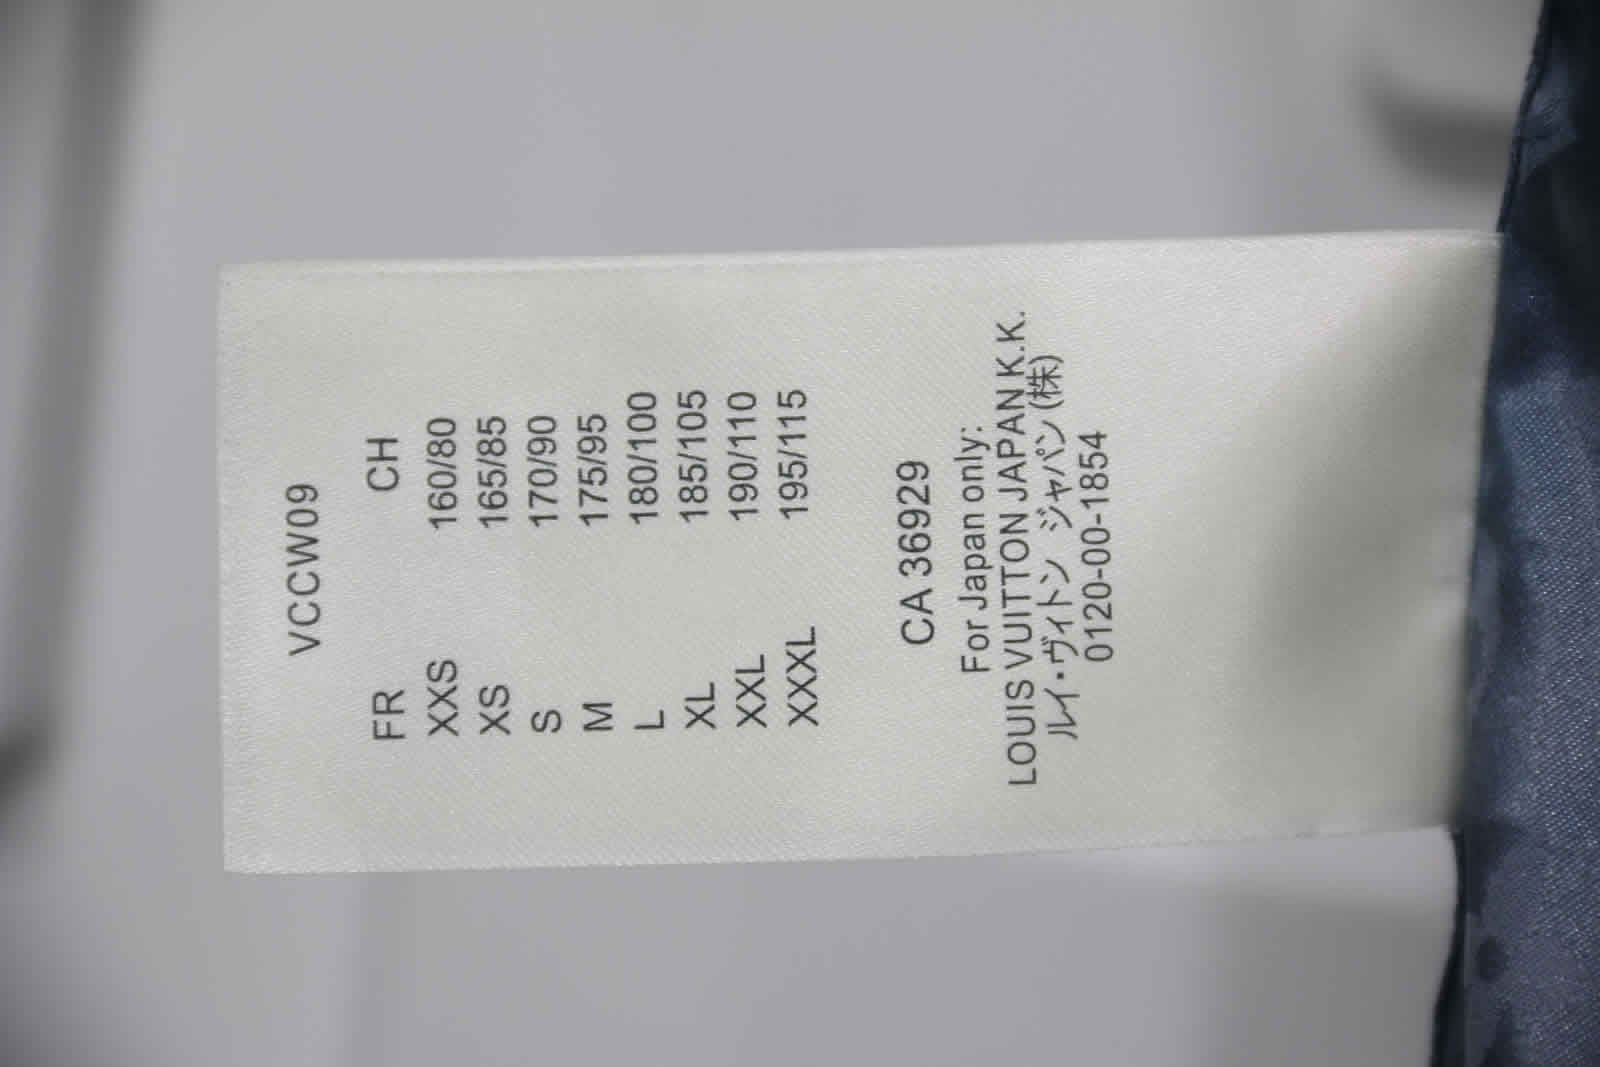 VCCW09
FR CH
XXS 160/80
XS 165/85
S 170/90
M 175/95
L 180/100
XL 185/105
XXL 190/110
XXXL 195/115
CA 36929
For Japan only:
LOUIS VUITTON JAPAN K.K.
ルイ・ヴィトン ジャパン(株)
0120-00-1854